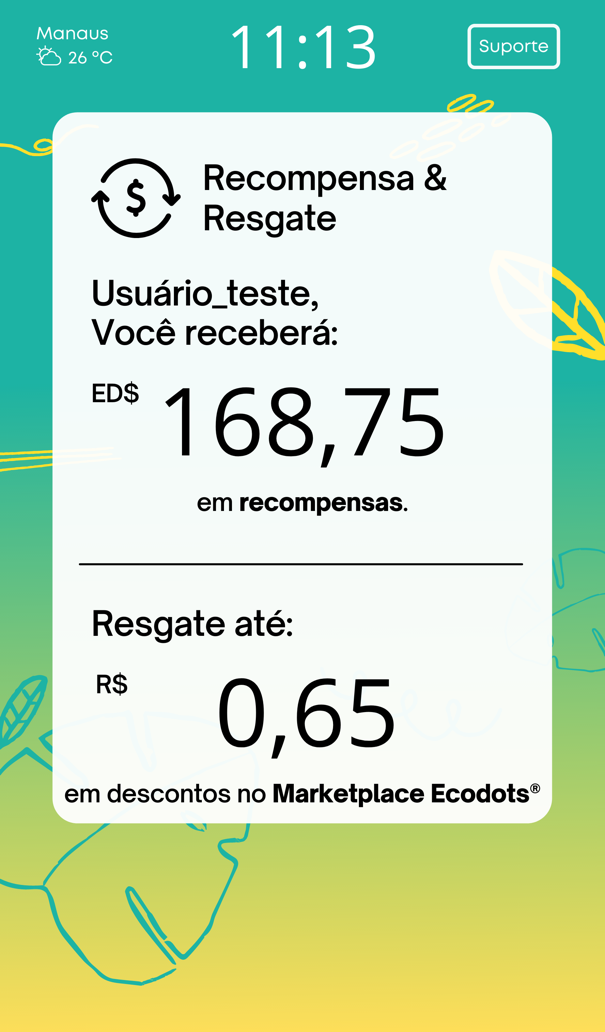 Manaus
26 ºC
11:13
Suporte
Recompensa &
Resgate
Usuário_teste,
Você receberá:
ED$ 168,75
em recompensas.
Resgate até:
R$ 0,65
em descontos no Marketplace Ecodots®